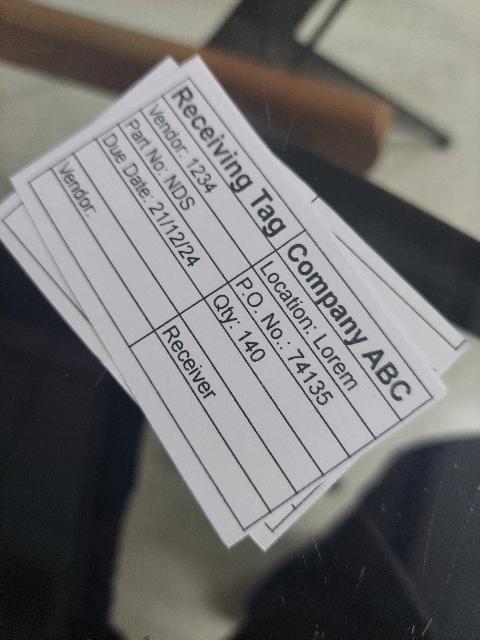 Receiving Tag Company ABC
Vendor: 1234 Location: Lorem
Part No: NDS P.O. No.: 74135
Due Date: 21/12/24 Qty: 140
Vendor: Receiver